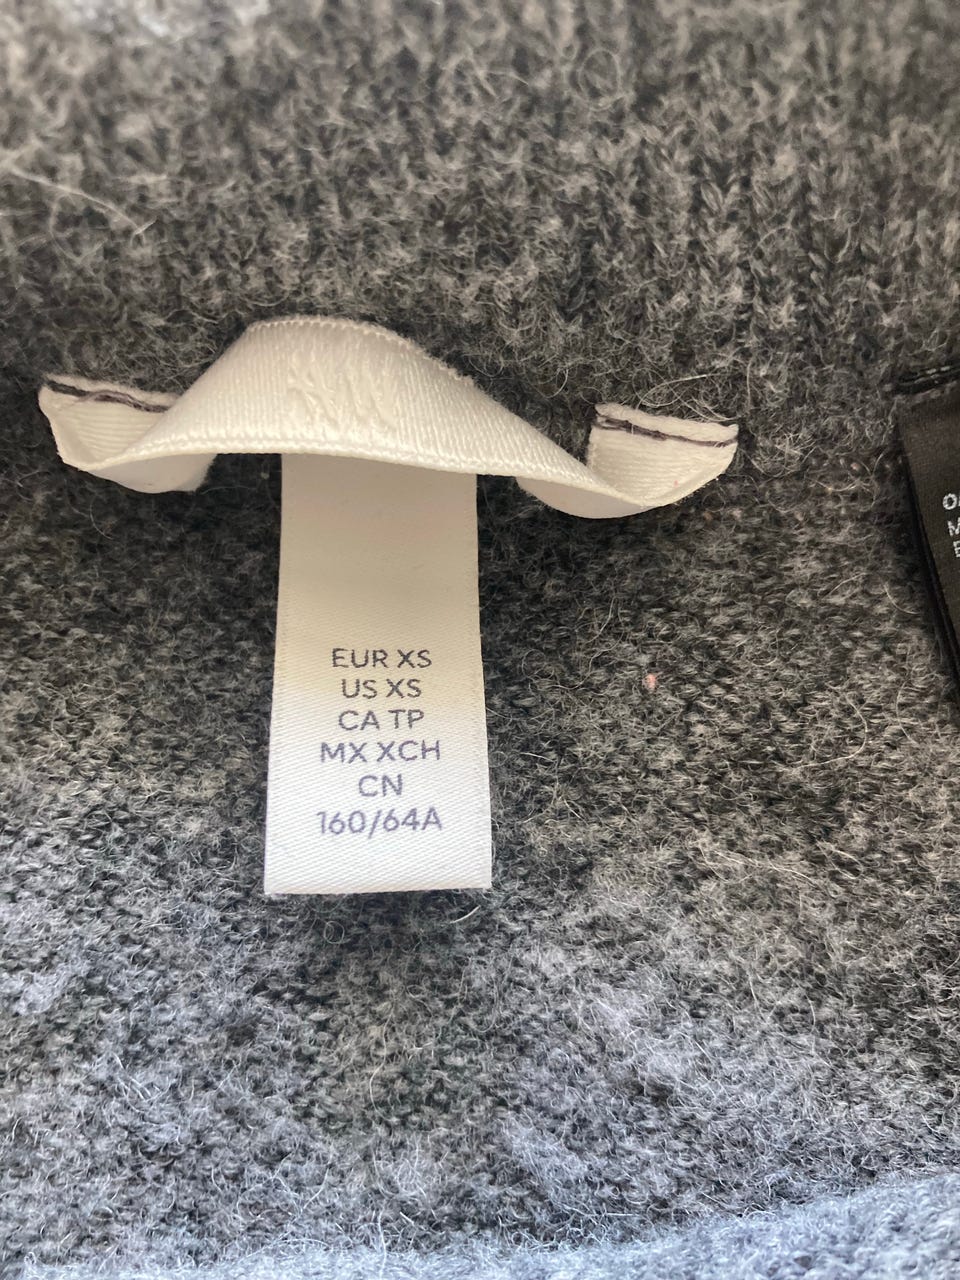 EUR XS
US XS
CA TP
MX XCH
CN
160/64A